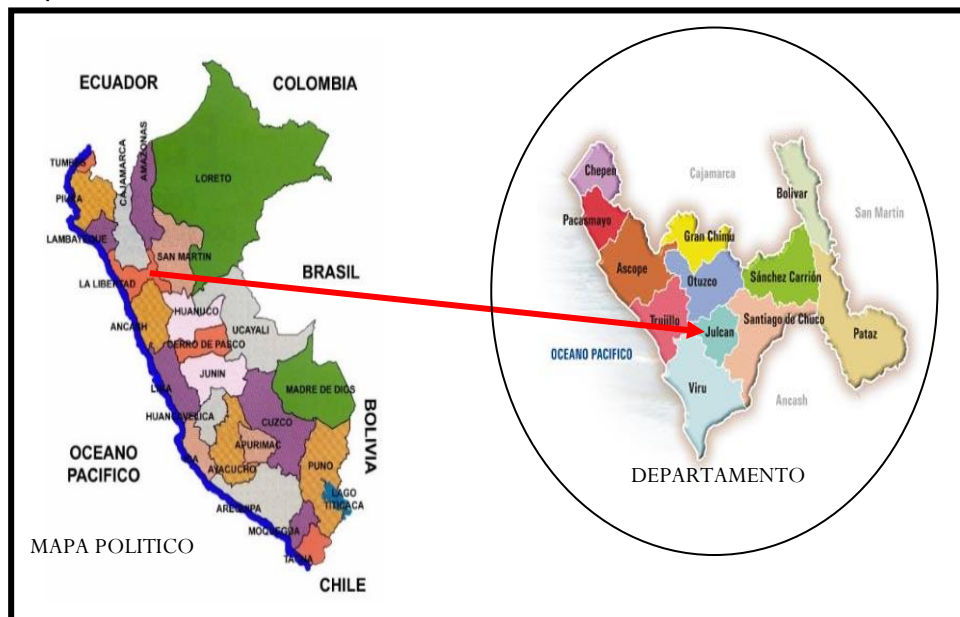 ECUADOR
COLOMBIA
TUMBES
CAJAMARCA
AMAZONAS
LORETO
PIURA
LAMBAYEQUE
SAN MARTIN
BRASIL
LA LIBERTAD
HUANUCO
ANCASH
UCAYALI
CERRO DE PASCO
JUNIN
LIMA
MADRE DE DIOS
HUANCAVELICA
CUZCO
BOLIVIA
OCEANO
PACIFICO
APURIMAC
AYACUCHO
PUNO
LAGO
TITICACA
AREQUIPA
MOQUEGUA
MAPA POLITICO
TACNA
CHILE
Chepen
Cajamarca
Bolivar
Pacasmayo
San Martin
Gran Chimu
Ascope
Otuzco
Sánchez Carrión
Trujillo
Julcan
Santiago de Chuco
Pataz
OCEANO PACIFICO
Viru
Ancash
DEPARTAMENTO